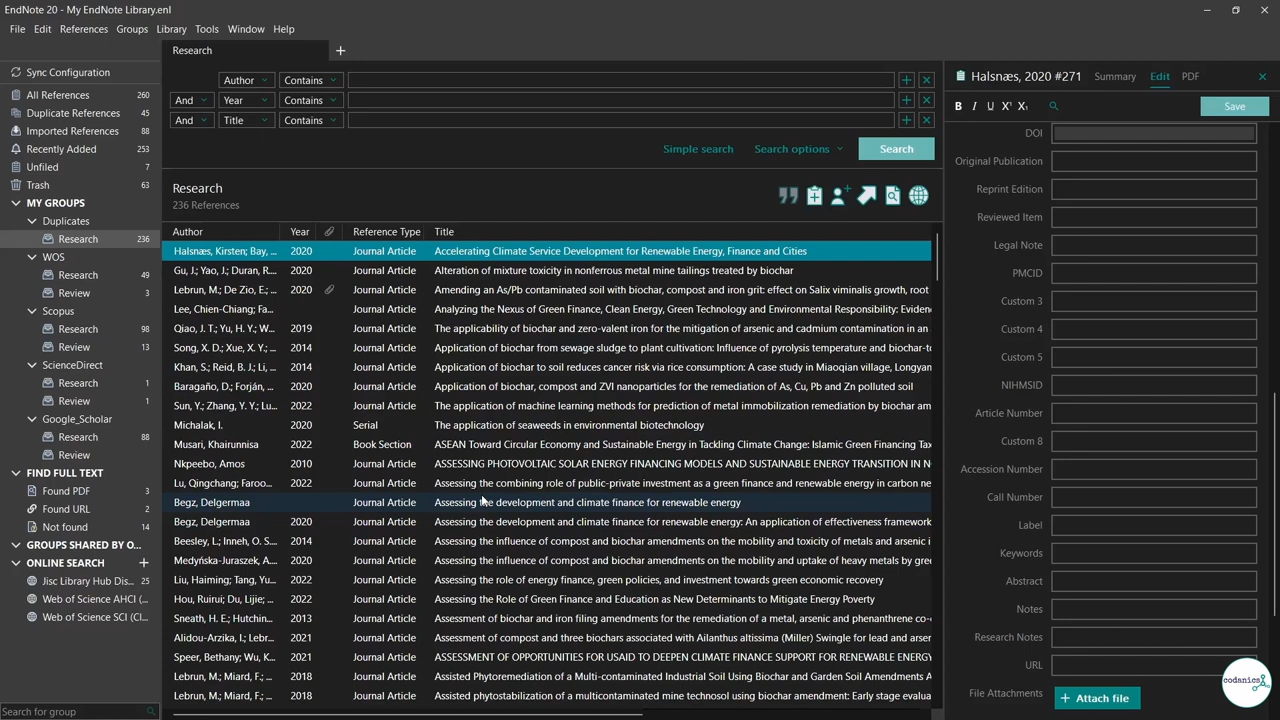 EndNote 20 - My EndNote Library.enl
File Edit References Groups Library Tools Window Help
Sync Configuration
All References 260
Duplicate References 45
Imported References 88
Recently Added 253
Unfiled 7
Trash 63
MY GROUPS
Duplicates
Research 236
WOS
Research 49
Review 3
Scopus
Research 98
Review 13
ScienceDirect
Research 1
Review 1
Google_Scholar
Research 88
Review
FIND FULL TEXT
Found PDF 3
Found URL 2
Not found 14
GROUPS SHARED BY O...
ONLINE SEARCH
Jisc Library Hub Dis... 25
Web of Science AHCI (...
Web of Science SCI (Cl...
Search for group
Research
Author Contains
And Year Contains
And Title Contains
Simple search Search options Search
Research
236 References
Author Year Reference Type Title
Halsnæs, Kirsten; Bay, ... 2020 Journal Article Accelerating Climate Service Development for Renewable Energy, Finance and Cities
Gu, J.; Yao, J.; Duran, R.... 2020 Journal Article Alteration of mixture toxicity in nonferrous metal mine tailings treated by biochar
Lebrun, M.; De Zio, E.; ... 2020 Journal Article Amending an As/Pb contaminated soil with biochar, compost and iron grit: effect on Salix viminalis growth, root
Lee, Chien-Chiang; Fa... Journal Article Analyzing the Nexus of Green Finance, Clean Energy, Green Technology and Environmental Responsibility: Eviden
Qiao, J. T.; Yu, H. Y.; W... 2019 Journal Article The applicability of biochar and zero-valent iron for the mitigation of arsenic and cadmium contamination in an
Song, X. D.; Xue, X. Y.; ... 2014 Journal Article Application of biochar from sewage sludge to plant cultivation: Influence of pyrolysis temperature and biochar-to
Khan, S.; Reid, B. J.; Li, ... 2014 Journal Article Application of biochar to soil reduces cancer risk via rice consumption: A case study in Miaoqian village, Longyan
Baragaño, D.; Forján, ... 2020 Journal Article Application of biochar, compost and ZVI nanoparticles for the remediation of As, Cu, Pb and Zn polluted soil
Sun, Y.; Zhang, Y. Y.; Lu... 2022 Journal Article Application of machine learning methods for prediction of metal immobilization remediation by biochar am
Michalak, I. 2020 Serial The application of seaweeds in environmental biotechnology
Musari, Khairunnisa 2022 Book Section ASEAN Toward Circular Economy and Sustainable Energy in Tackling Climate Change: Islamic Green Financing Tax
Nkpeebo, Amos 2010 Journal Article ASSESSING PHOTOVOLTAIC SOLAR ENERGY FINANCING MODELS AND SUSTAINABLE ENERGY TRANSITION IN NO
Lu, Qingchang; Faroo... 2022 Journal Article Assessing the combining role of public-private investment as a green finance and renewable energy in carbon ne
Begz, Delgermaa Journal Article Assessing the development and climate finance for renewable energy
Begz, Delgermaa 2020 Journal Article Assessing the development and climate finance for renewable energy: An application of effectiveness framework
Beesley, L.; Inneh, O. S.... 2014 Journal Article Assessing the influence of compost and biochar amendments on the mobility and toxicity of metals and arsenic i
Medyńska-Juraszek, A... 2020 Journal Article Assessing the influence of compost and biochar amendments on the mobility and uptake of heavy metals by gre
Liu, Haiming; Tang, Yu... 2022 Journal Article Assessing the role of energy finance, green policies, and investment towards green economic recovery
Hou, Ruirui; Du, Lijie; ... 2022 Journal Article Assessing the Role of Green Finance and Education as New Determinants to Mitigate Energy Poverty
Sneath, H. E.; Hutchin... 2013 Journal Article Assessment of biochar and iron filing amendments for the remediation of a metal, arsenic and phenanthrene co-
Alidou-Arzika, I.; Lebr... 2021 Journal Article Assessment of compost and three biochars associated with Ailanthus altissima (Miller) Swingle for lead and arsen
Speer, Bethany; Wu, K... 2021 Journal Article ASSESSMENT OF OPPORTUNITIES FOR USAID TO DEEPEN CLIMATE FINANCE SUPPORT FOR RENEWABLE ENERGY
Lebrun, M.; Miard, F.; ... 2018 Journal Article Assisted Phytoremediation of a Multi-contaminated Industrial Soil Using Biochar and Garden Soil Amendments A
Lebrun, M.; Miard, F.; ... 2018 Journal Article Assisted phytostabilization of a multicontaminated mine technosol using biochar amendment: Early stage evalua
Halsnæs, 2020 #271 Summary Edit PDF
B I U X¹ X₁ Save
DOI
Original Publication
Reprint Edition
Reviewed Item
Legal Note
PMCID
Custom 3
Custom 4
Custom 5
NIHMSID
Article Number
Custom 8
Accession Number
Call Number
Label
Keywords
Abstract
Notes
Research Notes
URL
File Attachments + Attach file
codanics